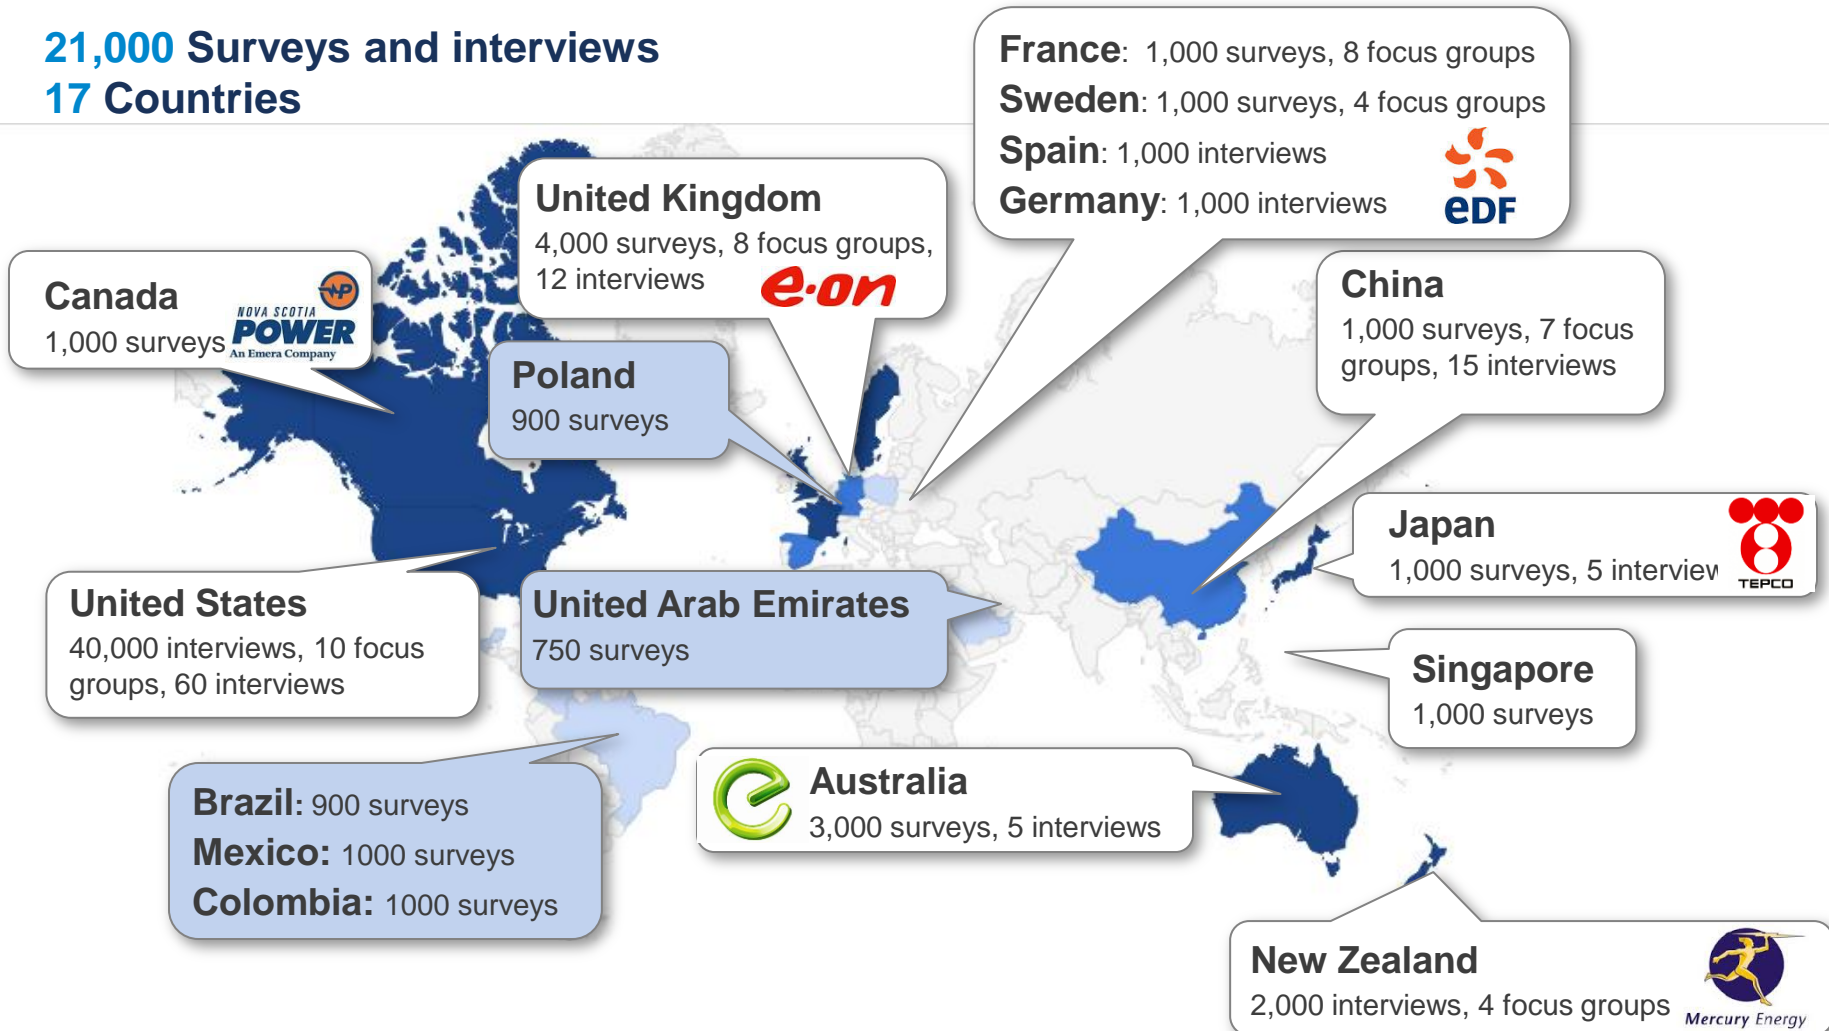 21,000 Surveys and interviews
17 Countries
France: 1,000 surveys, 8 focus groups
Sweden: 1,000 surveys, 4 focus groups
Spain: 1,000 interviews
Germany: 1,000 interviews
eDF
United Kingdom
4,000 surveys, 8 focus groups,
12 interviews
e·on
Canada
1,000 surveys
NOVA SCOTIA
POWER
An Emera Company
Poland
900 surveys
China
1,000 surveys, 7 focus
groups, 15 interviews
Japan
1,000 surveys, 5 interview
TEPCO
United States
40,000 interviews, 10 focus
groups, 60 interviews
United Arab Emirates
750 surveys
Singapore
1,000 surveys
Brazil: 900 surveys
Mexico: 1000 surveys
Colombia: 1000 surveys
Australia
3,000 surveys, 5 interviews
New Zealand
2,000 interviews, 4 focus groups
Mercury Energy